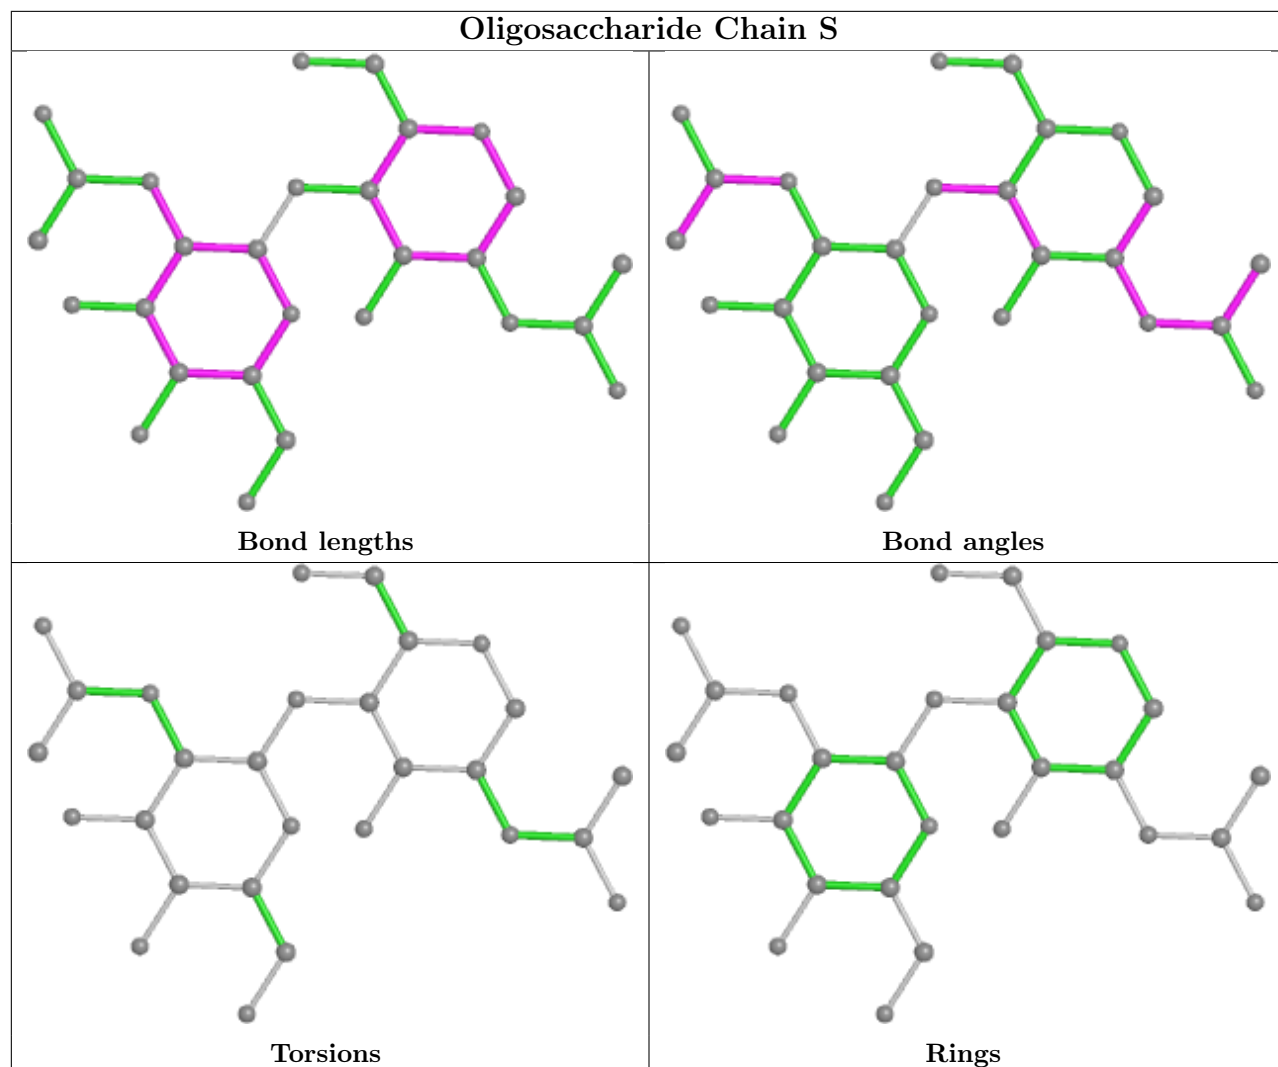 Oligosaccharide Chain S
Bond lengths
Bond angles
Torsions
Rings